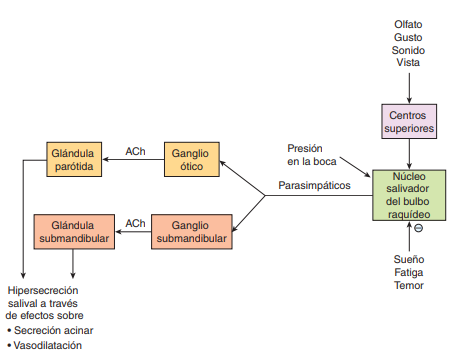 Olfato
Gusto
Sonido
Vista
Centros
superiores
Presión
en la boca
Núcleo
salivador
del bulbo
raquídeo
⊖
Sueño
Fatiga
Temor
Parasimpáticos
Ganglio
ótico
ACh
Glándula
parótida
Ganglio
submandibular
ACh
Glándula
submandibular
Hipersecreción
salival a través
de efectos sobre
• Secreción acinar
• Vasodilatación